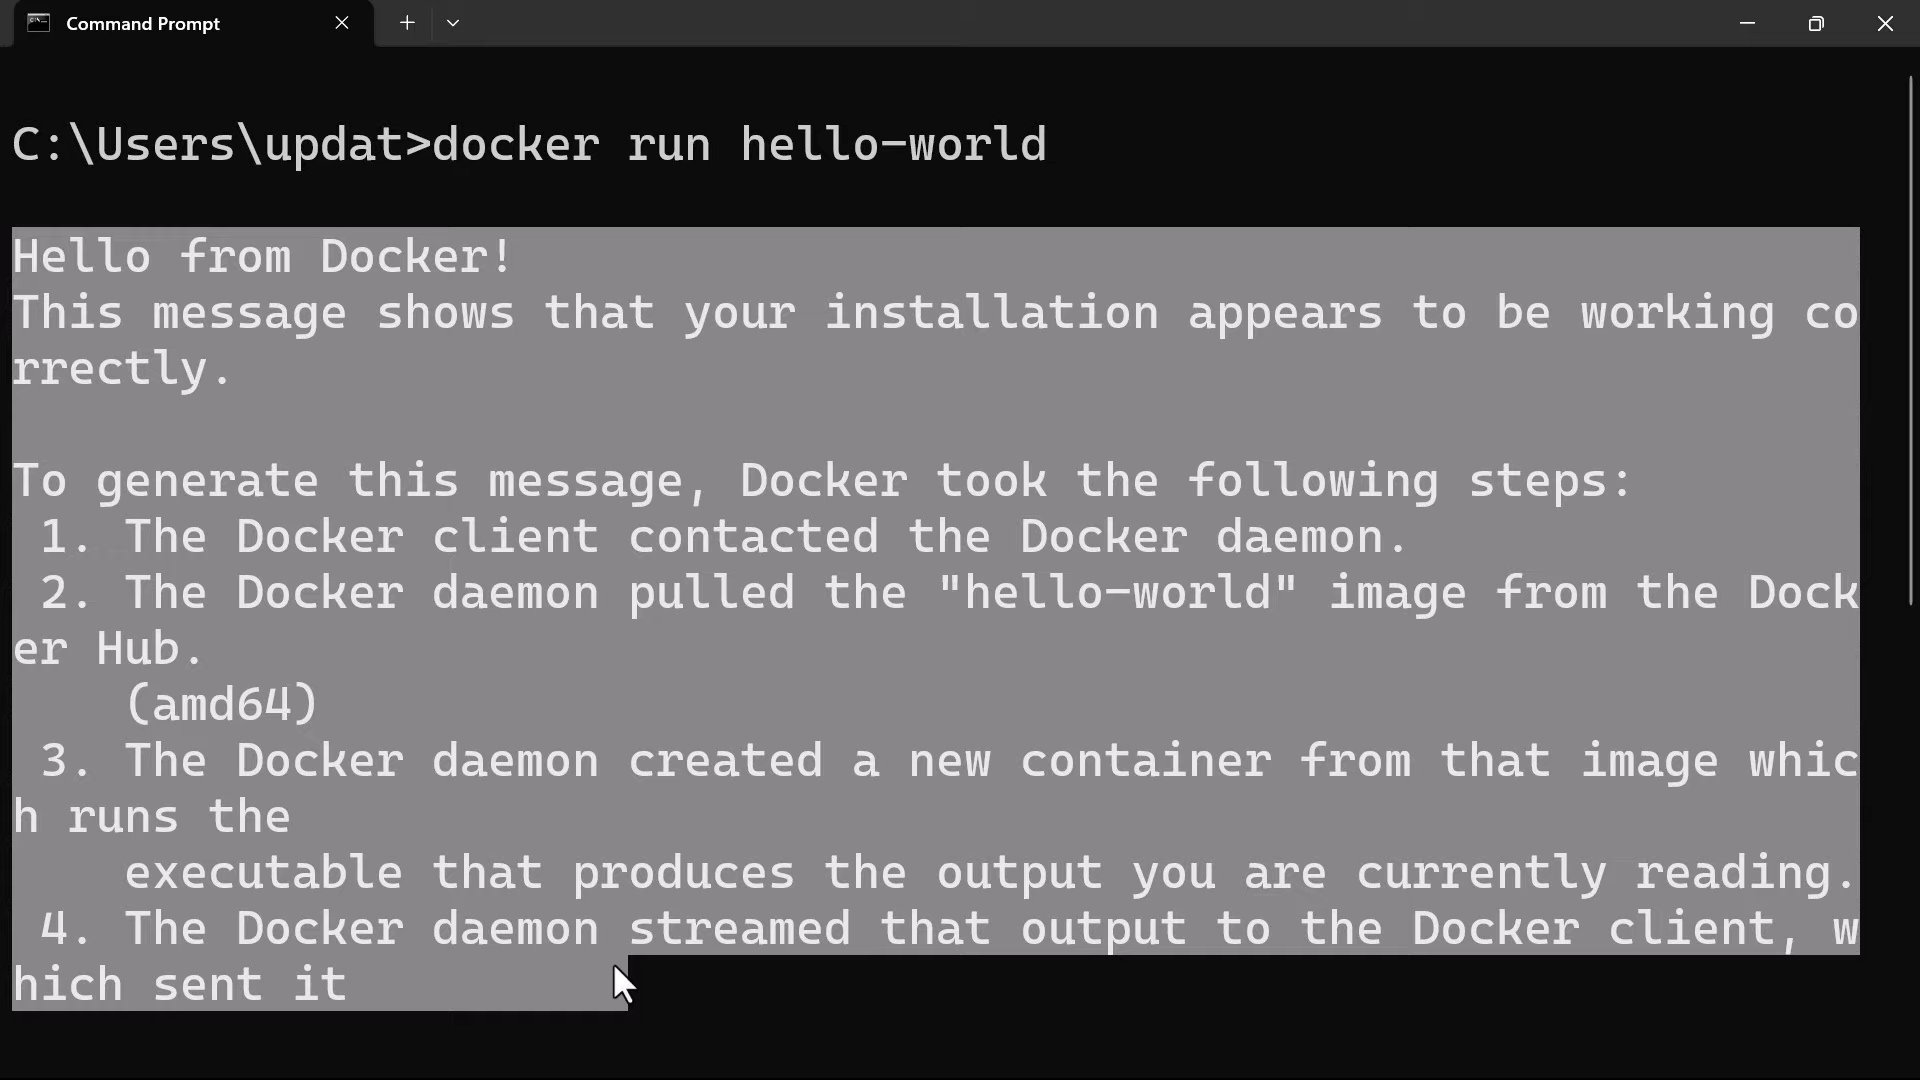 Command Prompt
C:\Users\updat>docker run hello-world
Hello from Docker!
This message shows that your installation appears to be working co
rrectly.
To generate this message, Docker took the following steps:
 1. The Docker client contacted the Docker daemon.
 2. The Docker daemon pulled the "hello-world" image from the Dock
er Hub.
    (amd64)
 3. The Docker daemon created a new container from that image whic
h runs the
    executable that produces the output you are currently reading.
 4. The Docker daemon streamed that output to the Docker client, w
hich sent it